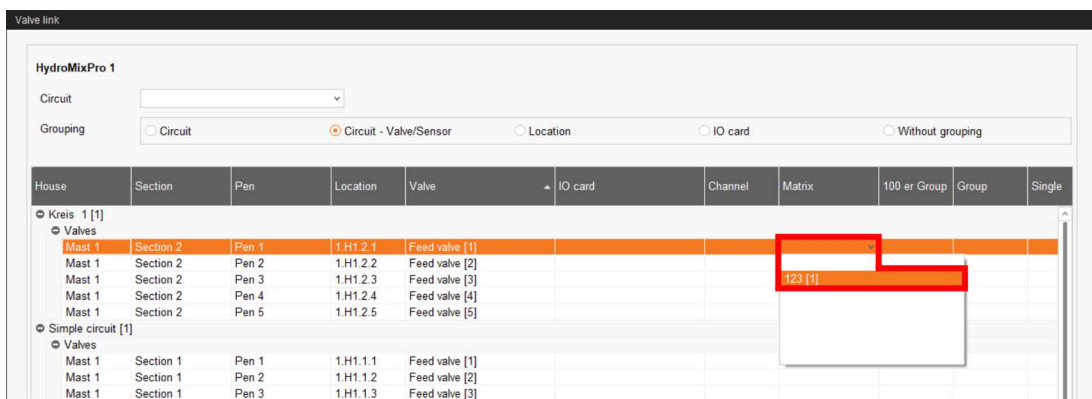 Valve link
HydroMixPro 1
Circuit
Grouping Circuit Circuit - Valve/Sensor Location IO card Without grouping
House Section Pen Location Valve IO card Channel Matrix 100 er Group Group Single
Kreis 1 [1]
Valves
Mast 1 Section 2 Pen 1 1.H1.2.1 Feed valve [1]
Mast 1 Section 2 Pen 2 1.H1.2.2 Feed valve [2]
Mast 1 Section 2 Pen 3 1.H1.2.3 Feed valve [3] 123 [1]
Mast 1 Section 2 Pen 4 1.H1.2.4 Feed valve [4]
Mast 1 Section 2 Pen 5 1.H1.2.5 Feed valve [5]
Simple circuit [1]
Valves
Mast 1 Section 1 Pen 1 1.H1.1.1 Feed valve [1]
Mast 1 Section 1 Pen 2 1.H1.1.2 Feed valve [2]
Mast 1 Section 1 Pen 3 1.H1.1.3 Feed valve [3]